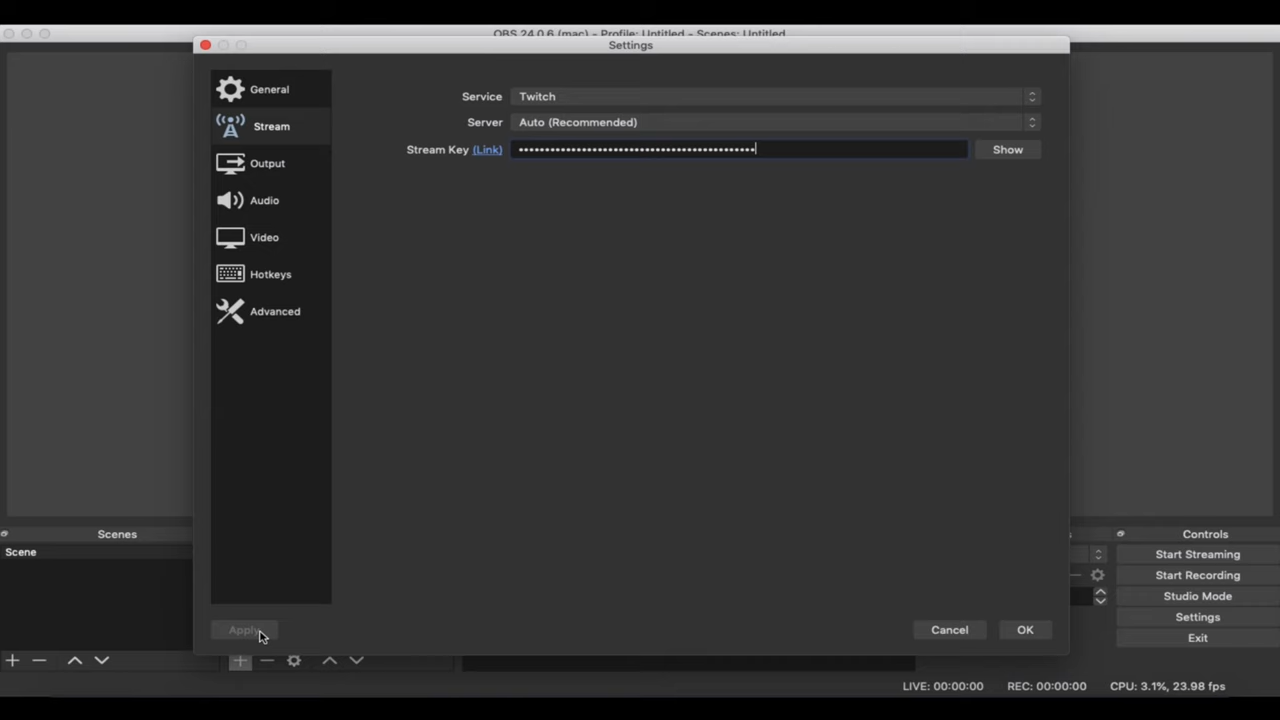 OBS 24.0.6 (mac) - Profile: Untitled - Scenes: Untitled
Settings
General
Stream
Output
Audio
Video
Hotkeys
Advanced
Service Twitch
Server Auto (Recommended)
Stream Key (Link) •••••••••••••••••••••••••••••••••••••••••••••• Show
Apply
Cancel
OK
Scenes
Scene
Controls
Start Streaming
Start Recording
Studio Mode
Settings
Exit
LIVE: 00:00:00 REC: 00:00:00 CPU: 3.1%, 23.98 fps